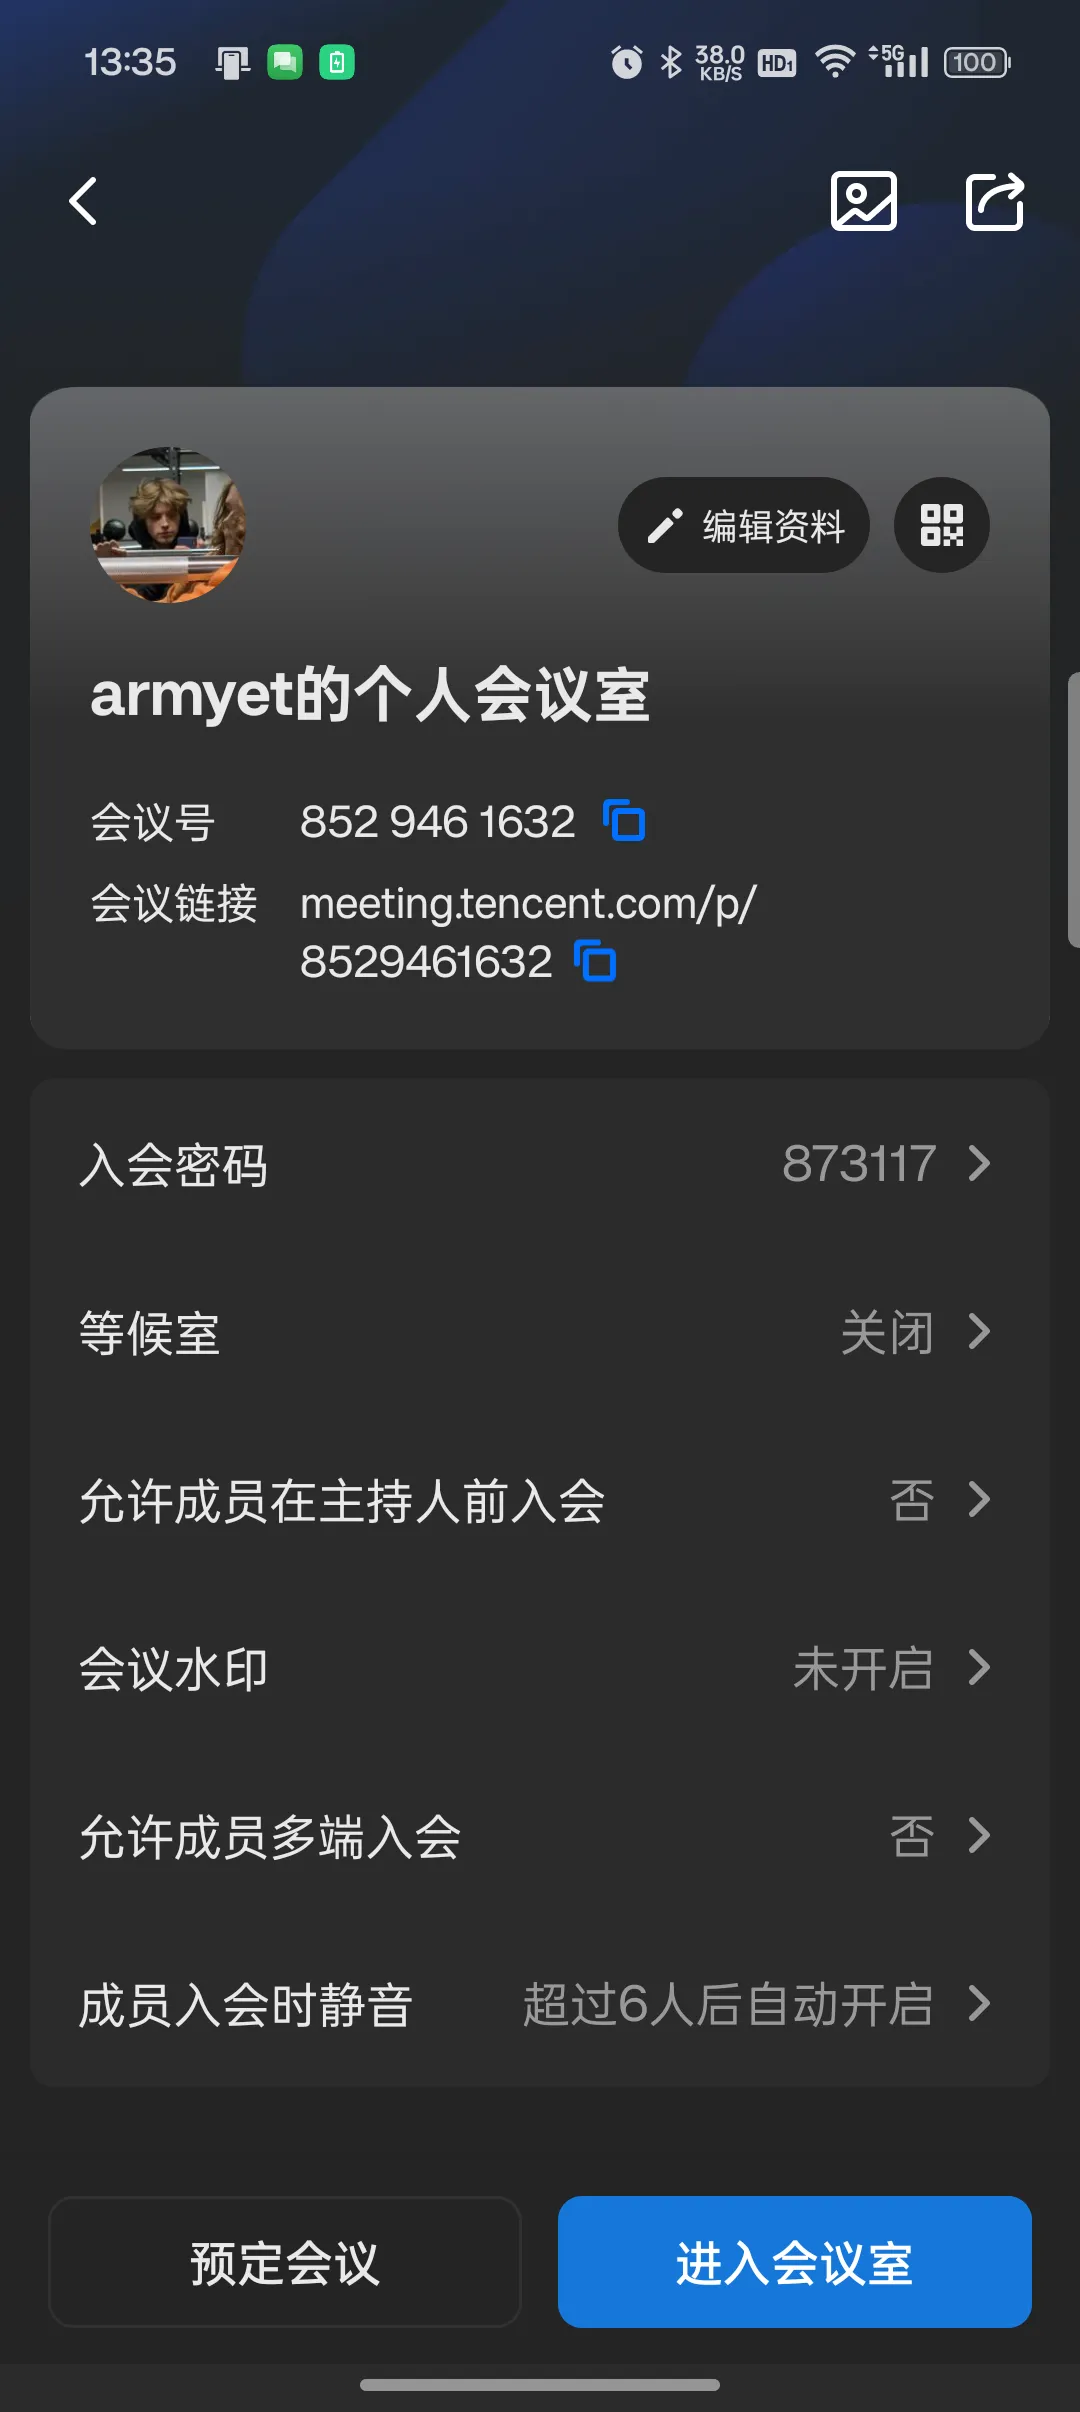 13:35
38.0
KB/S
HD1
5G
100
编辑资料
armyet的个人会议室
会议号 852 946 1632
会议链接 meeting.tencent.com/p/
8529461632
入会密码 873117
等候室 关闭
允许成员在主持人前入会 否
会议水印 未开启
允许成员多端入会 否
成员入会时静音 超过6人后自动开启
预定会议 进入会议室